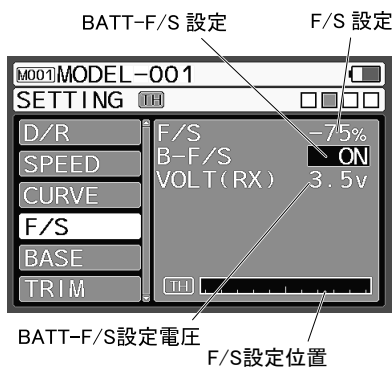 BATT-F/S 設定
F/S 設定
M001 MODEL-001
SETTING TH
D/R
SPEED
CURVE
F/S
BASE
TRIM
F/S -75%
B-F/S ON
VOLT(RX) 3.5v
TH
BATT-F/S設定電圧
F/S設定位置